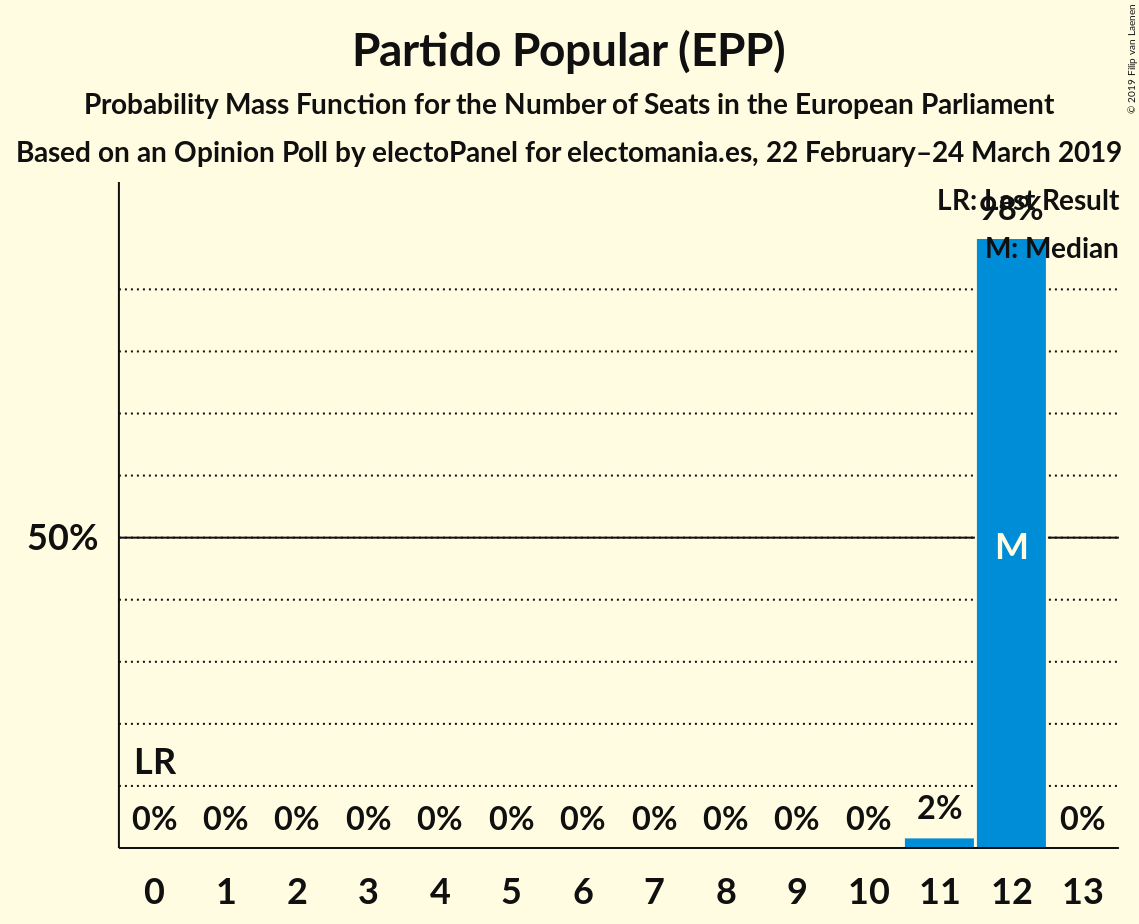 Partido Popular (EPP)
Probability Mass Function for the Number of Seats in the European Parliament
Based on an Opinion Poll by electoPanel for electomania.es, 22 February–24 March 2019
© 2019 Filip van Laenen
LR: Last Result
98%
M: Median
50%
M
LR
0% 0% 0% 0% 0% 0% 0% 0% 0% 0% 0% 2% 0%
0 1 2 3 4 5 6 7 8 9 10 11 12 13